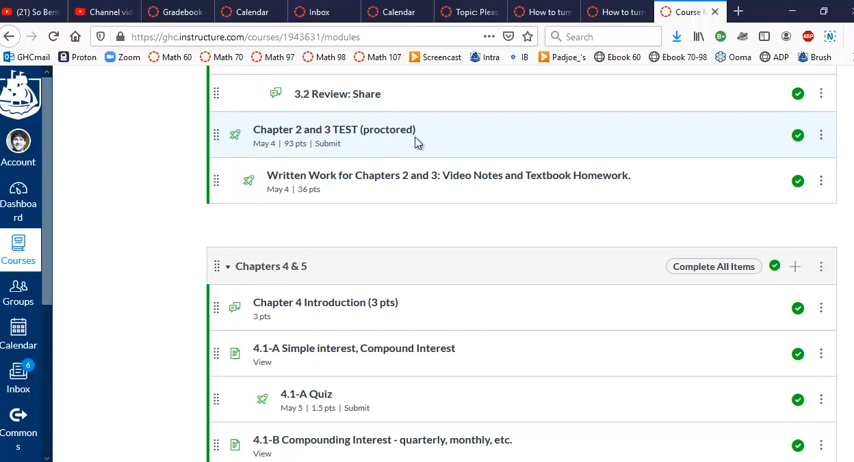 (21) So Bern
Channel vid
Gradebook
Calendar
Inbox
Calendar
Topic: Pleas
How to turn
How to turn
Course M
https://ghc.instructure.com/courses/1943631/modules
Search
GHCmail
Proton
Zoom
Math 60
Math 70
Math 97
Math 98
Math 107
Screencast
Intra
IB
Padjoe_'s
Ebook 60
Ebook 70-98
Ooma
ADP
Brush
Account
Dashboa
rd
Courses
Groups
Calendar
6
Inbox
Common
s
3.2 Review: Share
Chapter 2 and 3 TEST (proctored)
May 4 | 93 pts | Submit
Written Work for Chapters 2 and 3: Video Notes and Textbook Homework.
May 4 | 36 pts
Chapters 4 & 5
Complete All Items
Chapter 4 Introduction (3 pts)
3 pts
4.1-A Simple interest, Compound Interest
View
4.1-A Quiz
May 5 | 1.5 pts | Submit
4.1-B Compounding Interest - quarterly, monthly, etc.
View